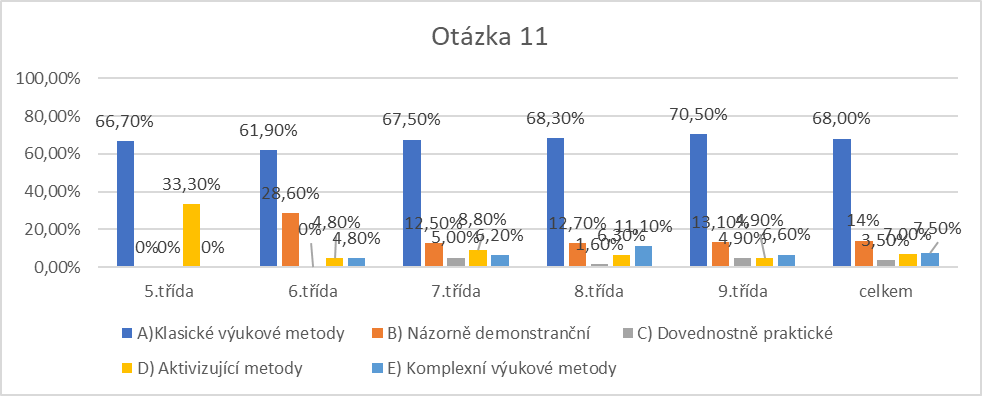 Otázka 11
100,00%
80,00%
60,00%
40,00%
20,00%
0,00%
66,70% 0% 0% 33,30% 0%
61,90% 28,60% 0% 4,80% 4,80%
67,50% 12,50% 5,00% 8,80% 6,20%
68,30% 12,70% 1,60% 6,30% 11,10%
70,50% 13,10% 4,90% 4,90% 6,60%
68,00% 14% 3,50% 7,00% 7,50%
5.třída 6.třída 7.třída 8.třída 9.třída celkem
A)Klasické výukové metody B) Názorně demonstranční C) Dovednostně praktické
D) Aktivizující metody E) Komplexní výukové metody